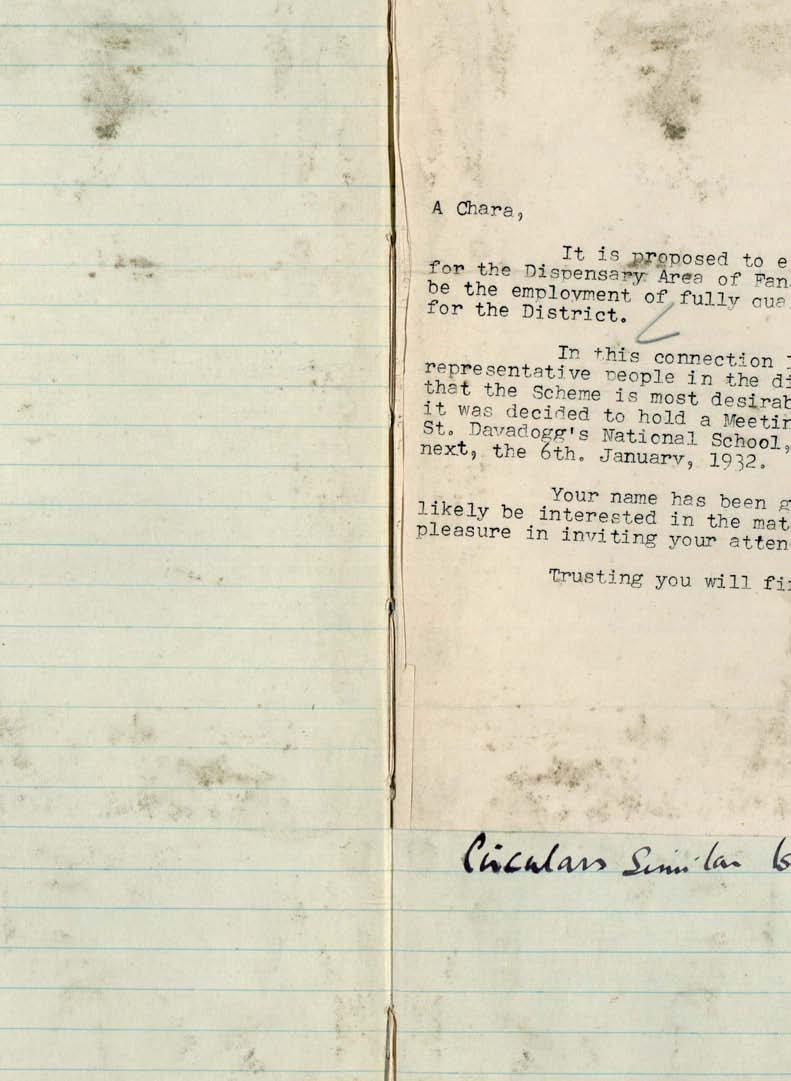 A Chara,
It is proposed to e
for the Dispensary Area of Fan
be the employment of fully qua
for the District.
In this connection
representative people in the di
that the Scheme is most desirab
it was decided to hold a Meetin
St. Davadogg's National School,
next, the 6th. January, 1932.
Your name has been g
likely be interested in the mat
pleasure in inviting your atten
Trusting you will fi
Circulars Similar to